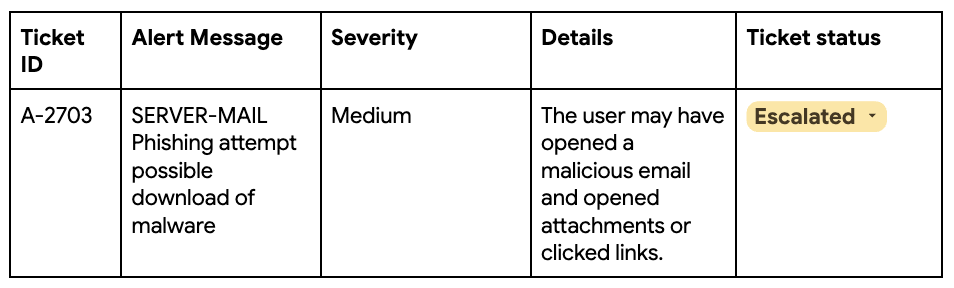 Ticket
ID
Alert Message
Severity
Details
Ticket status
A-2703
SERVER-MAIL
Phishing attempt
possible
download of
malware
Medium
The user may have
opened a
malicious email
and opened
attachments or
clicked links.
Escalated